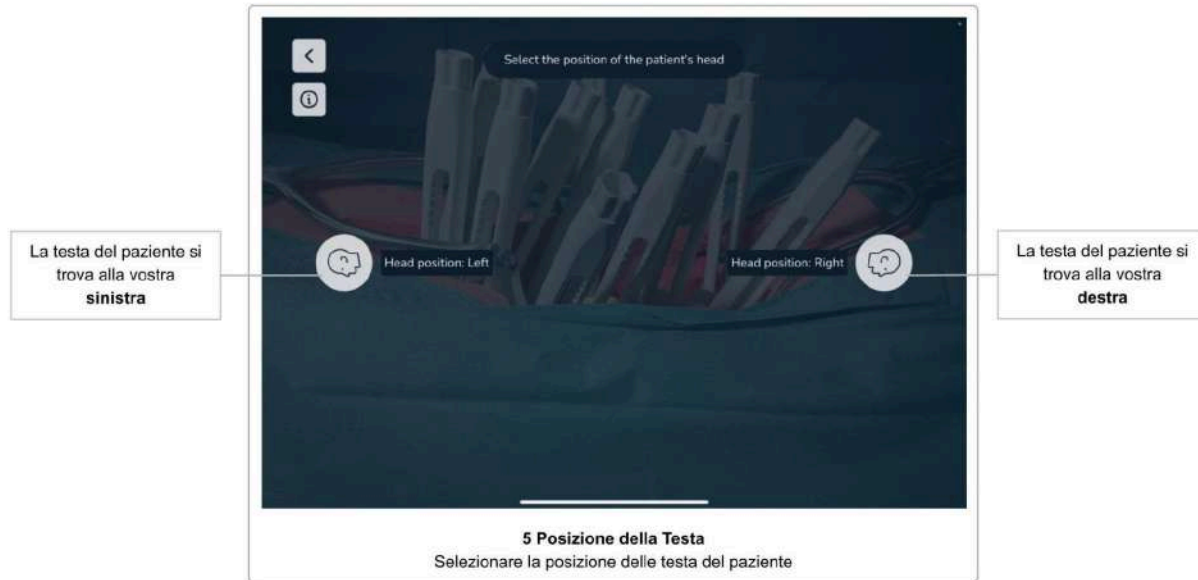 Select the position of the patient's head
La testa del paziente si
trova alla vostra
sinistra
Head position: Left
Head position: Right
La testa del paziente si
trova alla vostra
destra
5 Posizione della Testa
Selezionare la posizione delle testa del paziente